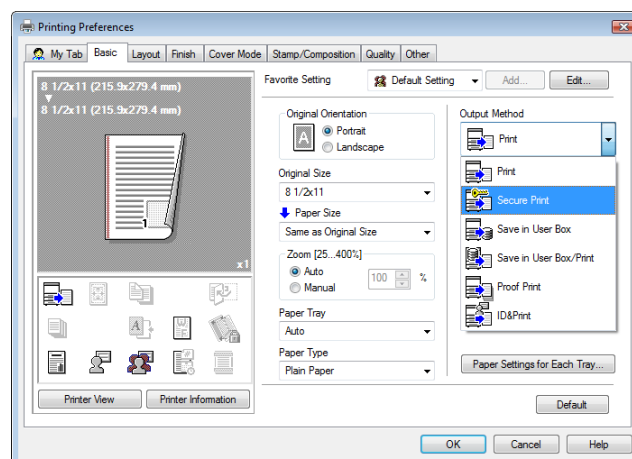 Printing Preferences
My Tab
Basic
Layout
Finish
Cover Mode
Stamp/Composition
Quality
Other
8 1/2x11 (215.9x279.4 mm)
8 1/2x11 (215.9x279.4 mm)
1
x1
Printer View
Printer Information
Favorite Setting
Default Setting
Add...
Edit...
Original Orientation
A
Portrait
Landscape
Original Size
8 1/2x11
Paper Size
Same as Original Size
Zoom [25...400%]
Auto
Manual
100
%
Paper Tray
Auto
Paper Type
Plain Paper
Output Method
Print
Print
Secure Print
Save in User Box
Save in User Box/Print
Proof Print
ID&Print
Paper Settings for Each Tray...
Default
OK
Cancel
Help